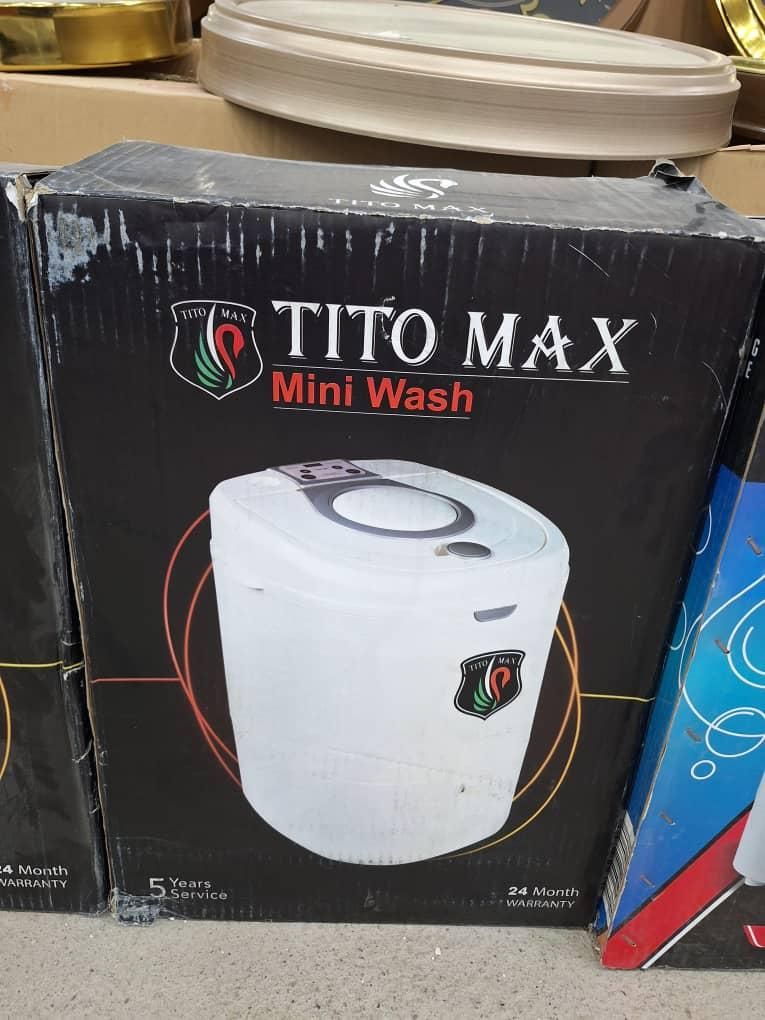 TITO MAX
TITO MAX
TITO MAX
Mini Wash
TITO MAX
5 Years
Service
24 Month
WARRANTY
24 Month
WARRANTY
G E